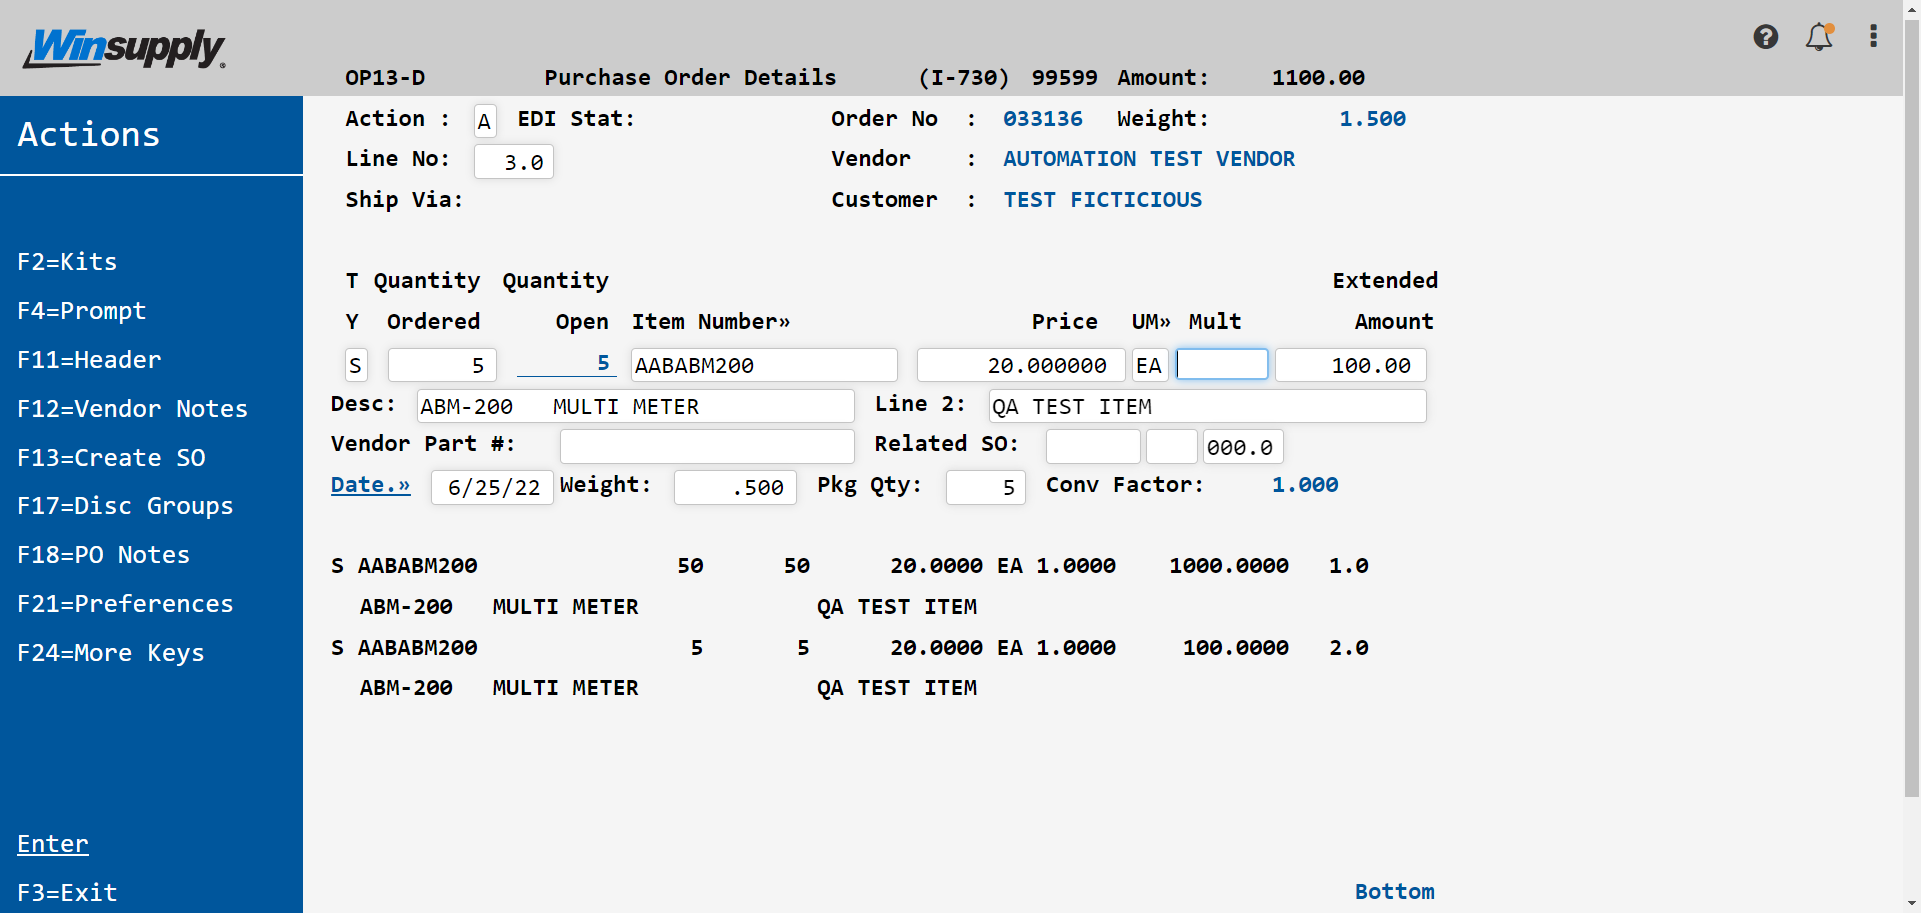 Winsupply
OP13-D Purchase Order Details (I-730) 99599 Amount: 1100.00
Actions
F2=Kits
F4=Prompt
F11=Header
F12=Vendor Notes
F13=Create SO
F17=Disc Groups
F18=PO Notes
F21=Preferences
F24=More Keys
Enter
F3=Exit
Action : A EDI Stat: Order No : 033136 Weight: 1.500
Line No: 3.0 Vendor : AUTOMATION TEST VENDOR
Ship Via: Customer : TEST FICTICIOUS
T Quantity Quantity Extended
Y Ordered Open Item Number» Price UM» Mult Amount
S 5 5 AABABM200 20.000000 EA 100.00
Desc: ABM-200 MULTI METER Line 2: QA TEST ITEM
Vendor Part #: Related SO: 000.0
Date.» 6/25/22 Weight: .500 Pkg Qty: 5 Conv Factor: 1.000
S AABABM200 50 50 20.0000 EA 1.0000 1000.0000 1.0
ABM-200 MULTI METER QA TEST ITEM
S AABABM200 5 5 20.0000 EA 1.0000 100.0000 2.0
ABM-200 MULTI METER QA TEST ITEM
Bottom